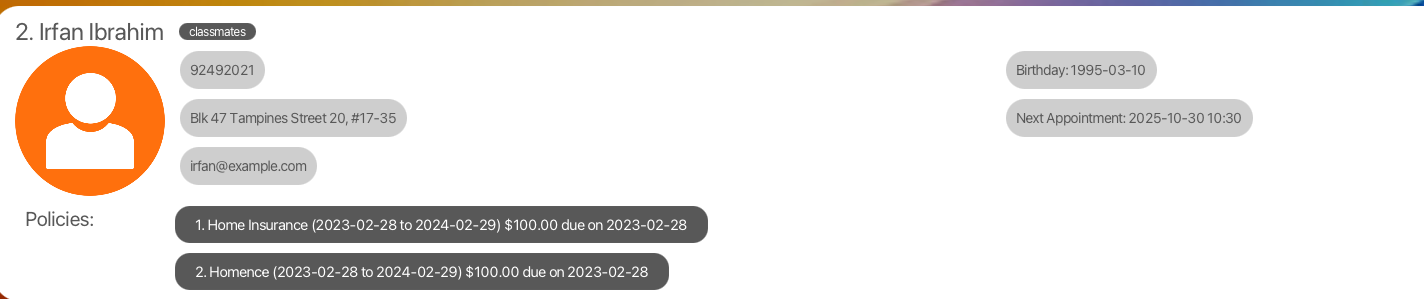 2. Irfan Ibrahim classmates
92492021
Birthday: 1995-03-10
Blk 47 Tampines Street 20, #17-35
Next Appointment: 2025-10-30 10:30
irfan@example.com
Policies:
1. Home Insurance (2023-02-28 to 2024-02-29) $100.00 due on 2023-02-28
2. Homence (2023-02-28 to 2024-02-29) $100.00 due on 2023-02-28